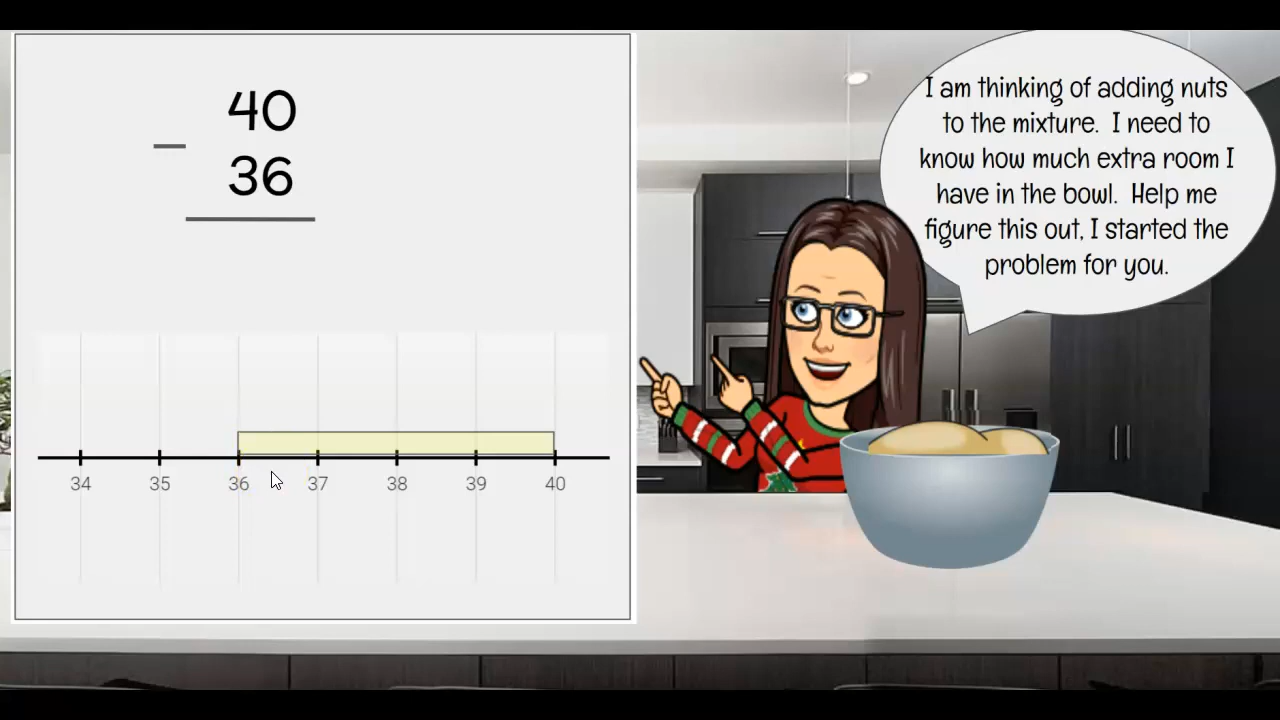 40
—
36
34 35 36 37 38 39 40
I am thinking of adding nuts
to the mixture. I need to
know how much extra room I
have in the bowl. Help me
figure this out, I started the
problem for you.